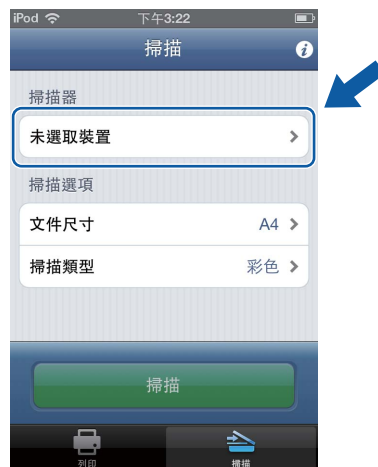 iPod 下午3:22
掃描
i
掃描器
未選取裝置
掃描選項
文件尺寸 A4
掃描類型 彩色
掃描
列印 掃描